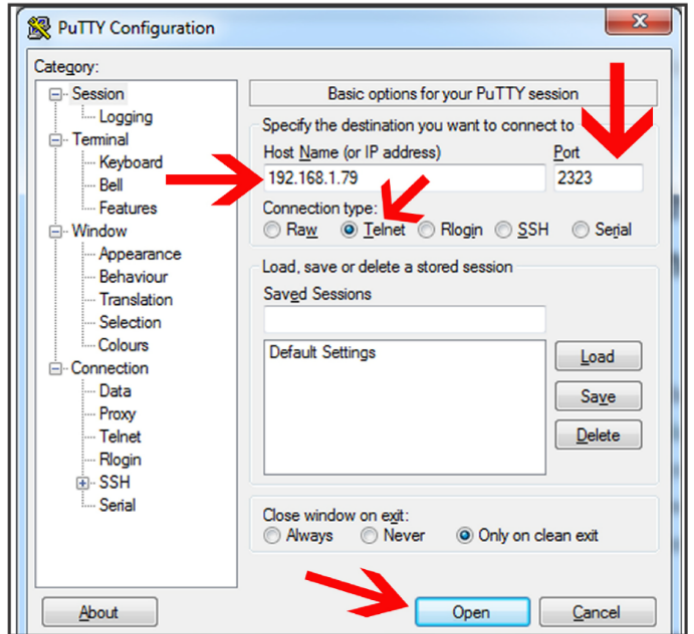 PuTTY Configuration
Category:
Session
Logging
Terminal
Keyboard
Bell
Features
Window
Appearance
Behaviour
Translation
Selection
Colours
Connection
Data
Proxy
Telnet
Rlogin
SSH
Serial
Basic options for your PuTTY session
Specify the destination you want to connect to
Host Name (or IP address) Port
192.168.1.79 2323
Connection type:
Raw Telnet Rlogin SSH Serial
Load, save or delete a stored session
Saved Sessions
Default Settings
Load
Save
Delete
Close window on exit:
Always Never Only on clean exit
About Open Cancel